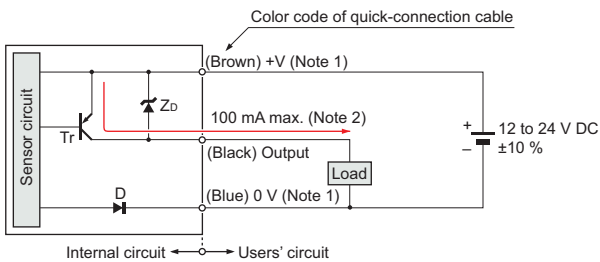 Color code of quick-connection cable
(Brown) +V (Note 1)
Sensor circuit
Tr
ZD
100 mA max. (Note 2)
(Black) Output
+
–
12 to 24 V DC
±10 %
Load
D
(Blue) 0 V (Note 1)
Internal circuit
Users' circuit